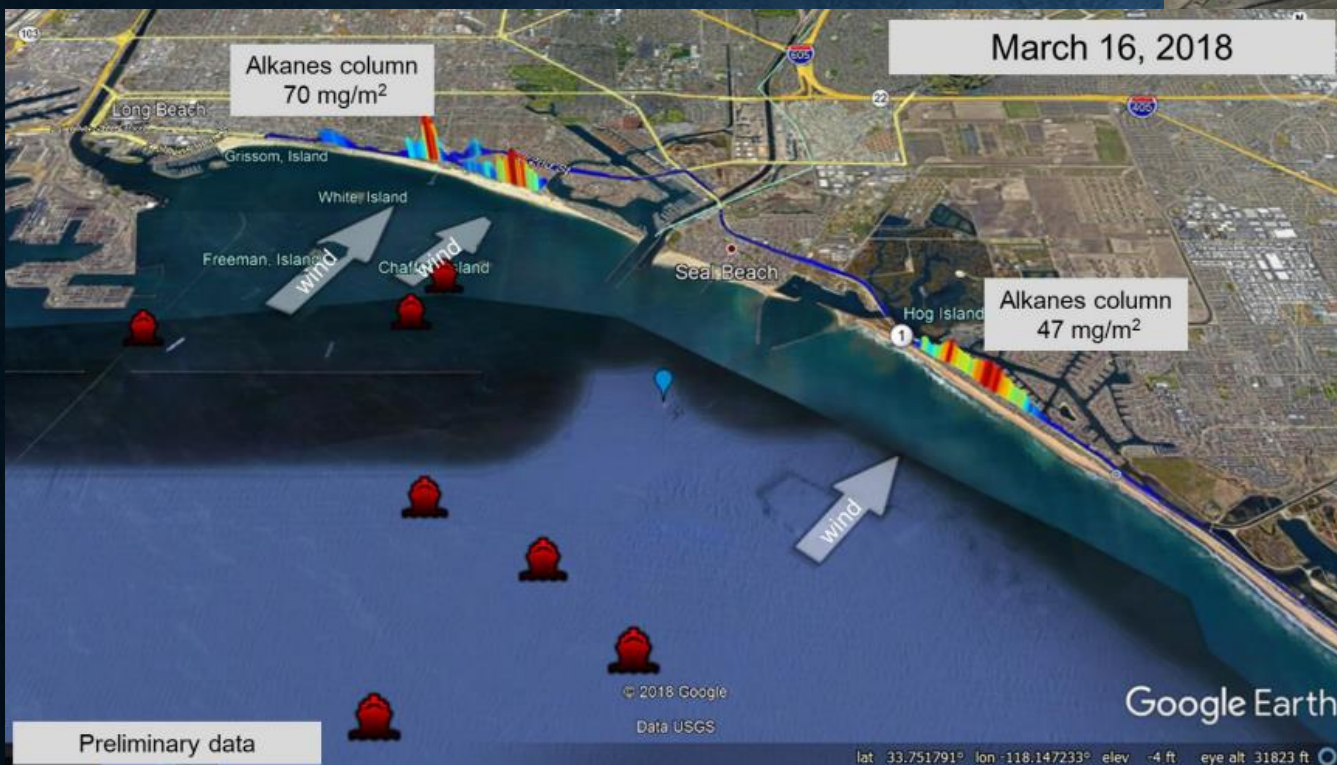 N
103
March 16, 2018
605
Alkanes column
70 mg/m²
22
405
Long Beach
Grissom, Island
White Island
wind
wind
Freeman, Island
Seal Beach
Hog Island
Alkanes column
47 mg/m²
1
wind
© 2018 Google
Data USGS
Google Earth
Preliminary data
lat 33.751791° lon -118.147233° elev -4 ft eye alt 31823 ft